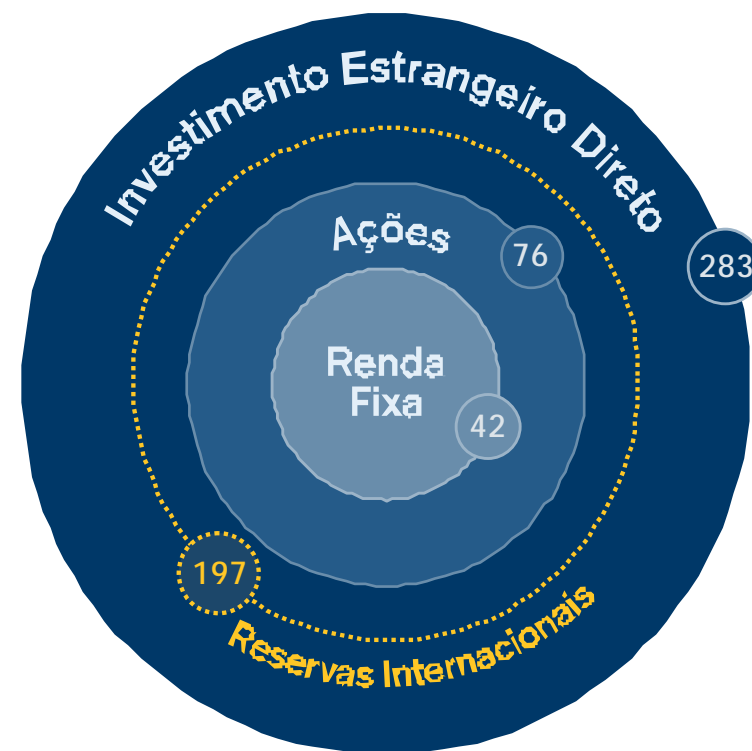 Investimento Estrangeiro Direto
Ações
76
283
Renda
Fixa
42
197
Reservas Internacionais